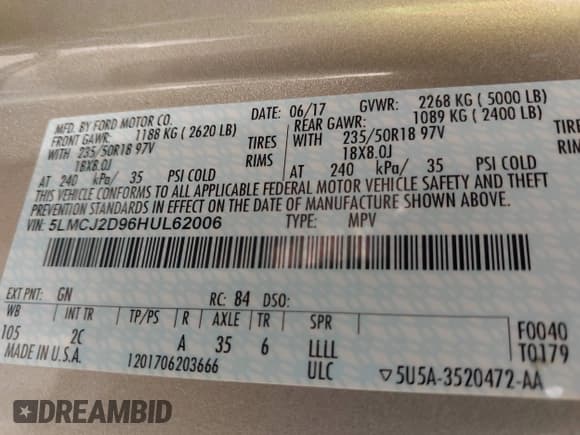 MFD. BY FORD MOTOR CO.
DATE: 06/17 GVWR: 2268 KG ( 5000 LB)
FRONT GAWR: 1188 KG ( 2620 LB) REAR GAWR: 1089 KG ( 2400 LB)
WITH 235/50R18 97V TIRES WITH 235/50R18 97V TIRES
18X8.0J RIMS 18X8.0J RIMS
AT 240 kPa/ 35 PSI COLD AT 240 kPa/ 35 PSI COLD
THIS VEHICLE CONFORMS TO ALL APPLICABLE FEDERAL MOTOR VEHICLE SAFETY AND THEFT
PREVENTION STANDARDS IN EFFECT ON THE DATE OF MANUFACTURE SHOWN ABOVE.
VIN: 5LMCJ2D96HUL62006 TYPE: MPV
EXT PNT: GN RC: 84 DSO:
WB INT TR TP/PS R AXLE TR SPR F0040
105 2C A 35 6 LLLL T0179
MADE IN U.S.A. 1201706203666 ULC ▽5U5A-3520472-AA
DREAMBID